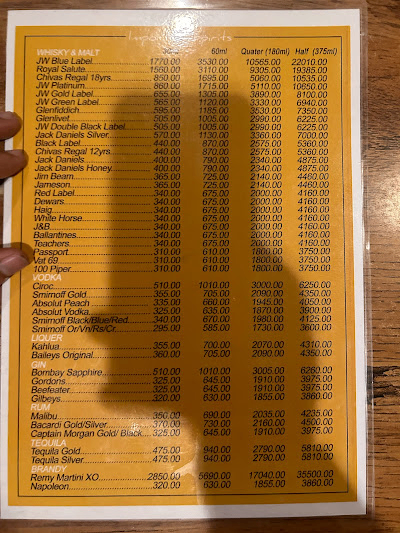 Spirits
60ml Quater (180ml) Half (375ml)
WHISKY & MALT
JW Blue Label 1770.00 3530.00 10565.00 22010.00
Royal Salute 1560.00 3110.00 9305.00 19385.00
Chivas Regal 18yrs 850.00 1695.00 5060.00 10535.00
JW Platinum 860.00 1715.00 5110.00 10650.00
JW Gold Label 655.00 1305.00 3890.00 8100.00
JW Green Label 565.00 1120.00 3330.00 6940.00
Glenfiddich 595.00 1185.00 3530.00 7350.00
Glenlivet 505.00 1005.00 2990.00 6225.00
JW Double Black Label 505.00 1005.00 2990.00 6225.00
Jack Daniels Silver 570.00 1130.00 3360.00 7000.00
Black Label 440.00 870.00 2575.00 5360.00
Chivas Regal 12yrs 440.00 870.00 2575.00 5360.00
Jack Daniels 400.00 790.00 2340.00 4875.00
Jack Daniels Honey 400.00 790.00 2340.00 4875.00
Jim Beam 365.00 725.00 2140.00 4460.00
Jameson 365.00 725.00 2140.00 4460.00
Red Label 340.00 675.00 2000.00 4160.00
Dewars 340.00 675.00 2000.00 4160.00
Haig 340.00 675.00 2000.00 4160.00
White Horse 340.00 675.00 2000.00 4160.00
J&B 340.00 675.00 2000.00 4160.00
Ballantines 340.00 675.00 2000.00 4160.00
Teachers 340.00 675.00 2000.00 4160.00
Passport 310.00 610.00 1800.00 3750.00
Vat 69 310.00 610.00 1800.00 3750.00
100 Piper 310.00 610.00 1800.00 3750.00
VODKA
Ciroc 510.00 1010.00 3000.00 6250.00
Smirnoff Gold 355.00 705.00 2090.00 4350.00
Absolut Peach 335.00 660.00 1945.00 4050.00
Absolut Vodka 325.00 635.00 1870.00 3900.00
Smirnoff Black/Blue/Red 340.00 670.00 1980.00 4125.00
Smirnoff Or/Vn/Rs/Cr 295.00 585.00 1730.00 3600.00
LIQUER
Kahlua 355.00 700.00 2070.00 4310.00
Baileys Original 360.00 705.00 2090.00 4350.00
GIN
Bombay Sapphire 510.00 1010.00 3005.00 6260.00
Gordons 325.00 645.00 1910.00 3975.00
Beefeater 325.00 645.00 1910.00 3975.00
Gilbeys 320.00 630.00 1855.00 3860.00
RUM
Malibu 350.00 690.00 2035.00 4235.00
Bacardi Gold/Silver 370.00 730.00 2160.00 4500.00
Captain Morgan Gold/ Black 325.00 645.00 1910.00 3975.00
TEQUILA
Tequila Gold 475.00 940.00 2790.00 5810.00
Tequila Silver 475.00 940.00 2790.00 5810.00
BRANDY
Remy Martini XO 2850.00 5690.00 17040.00 35500.00
Napoleon 320.00 630.00 1855.00 3860.00